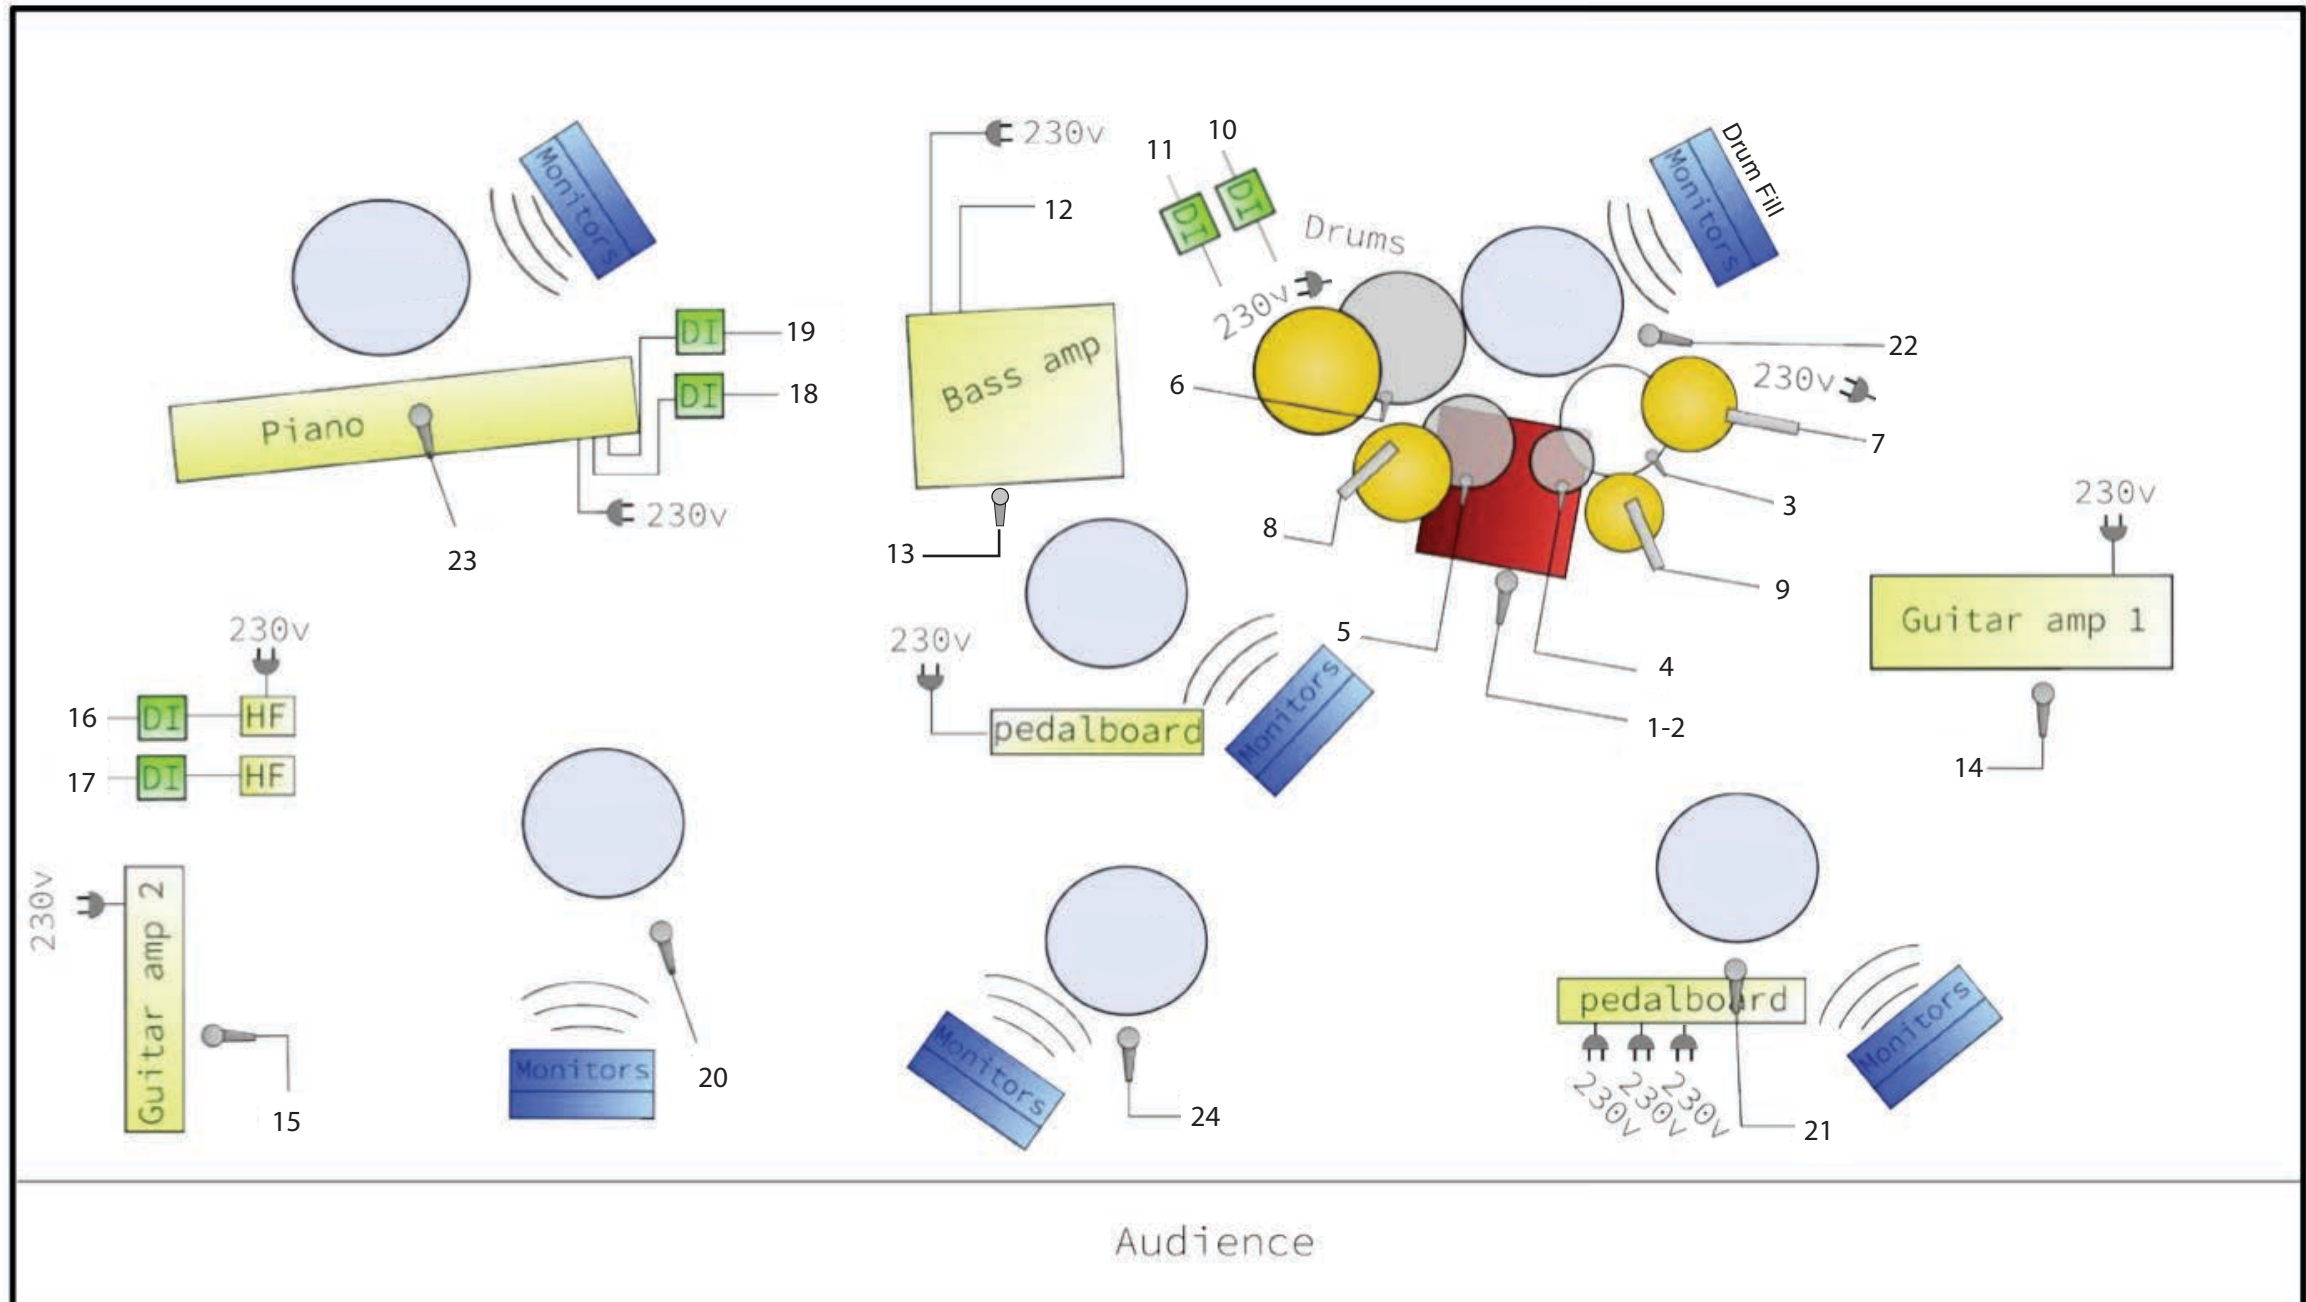 230v
10
11
Monitors
Drum Fill
Monitors
12
Drums
230v
19
DI
DI
DI
22
Bass amp
6
230v
18
DI
Piano
7
3
230v
230v
8
13
23
9
230v
Guitar amp 1
5
230v
4
16
DI
HF
pedalboard
Monitors
1-2
14
17
DI
HF
230v
Guitar amp 2
pedalboard
Monitors
Monitors
Monitors
20
230v
230v
230v
15
24
21
Audience